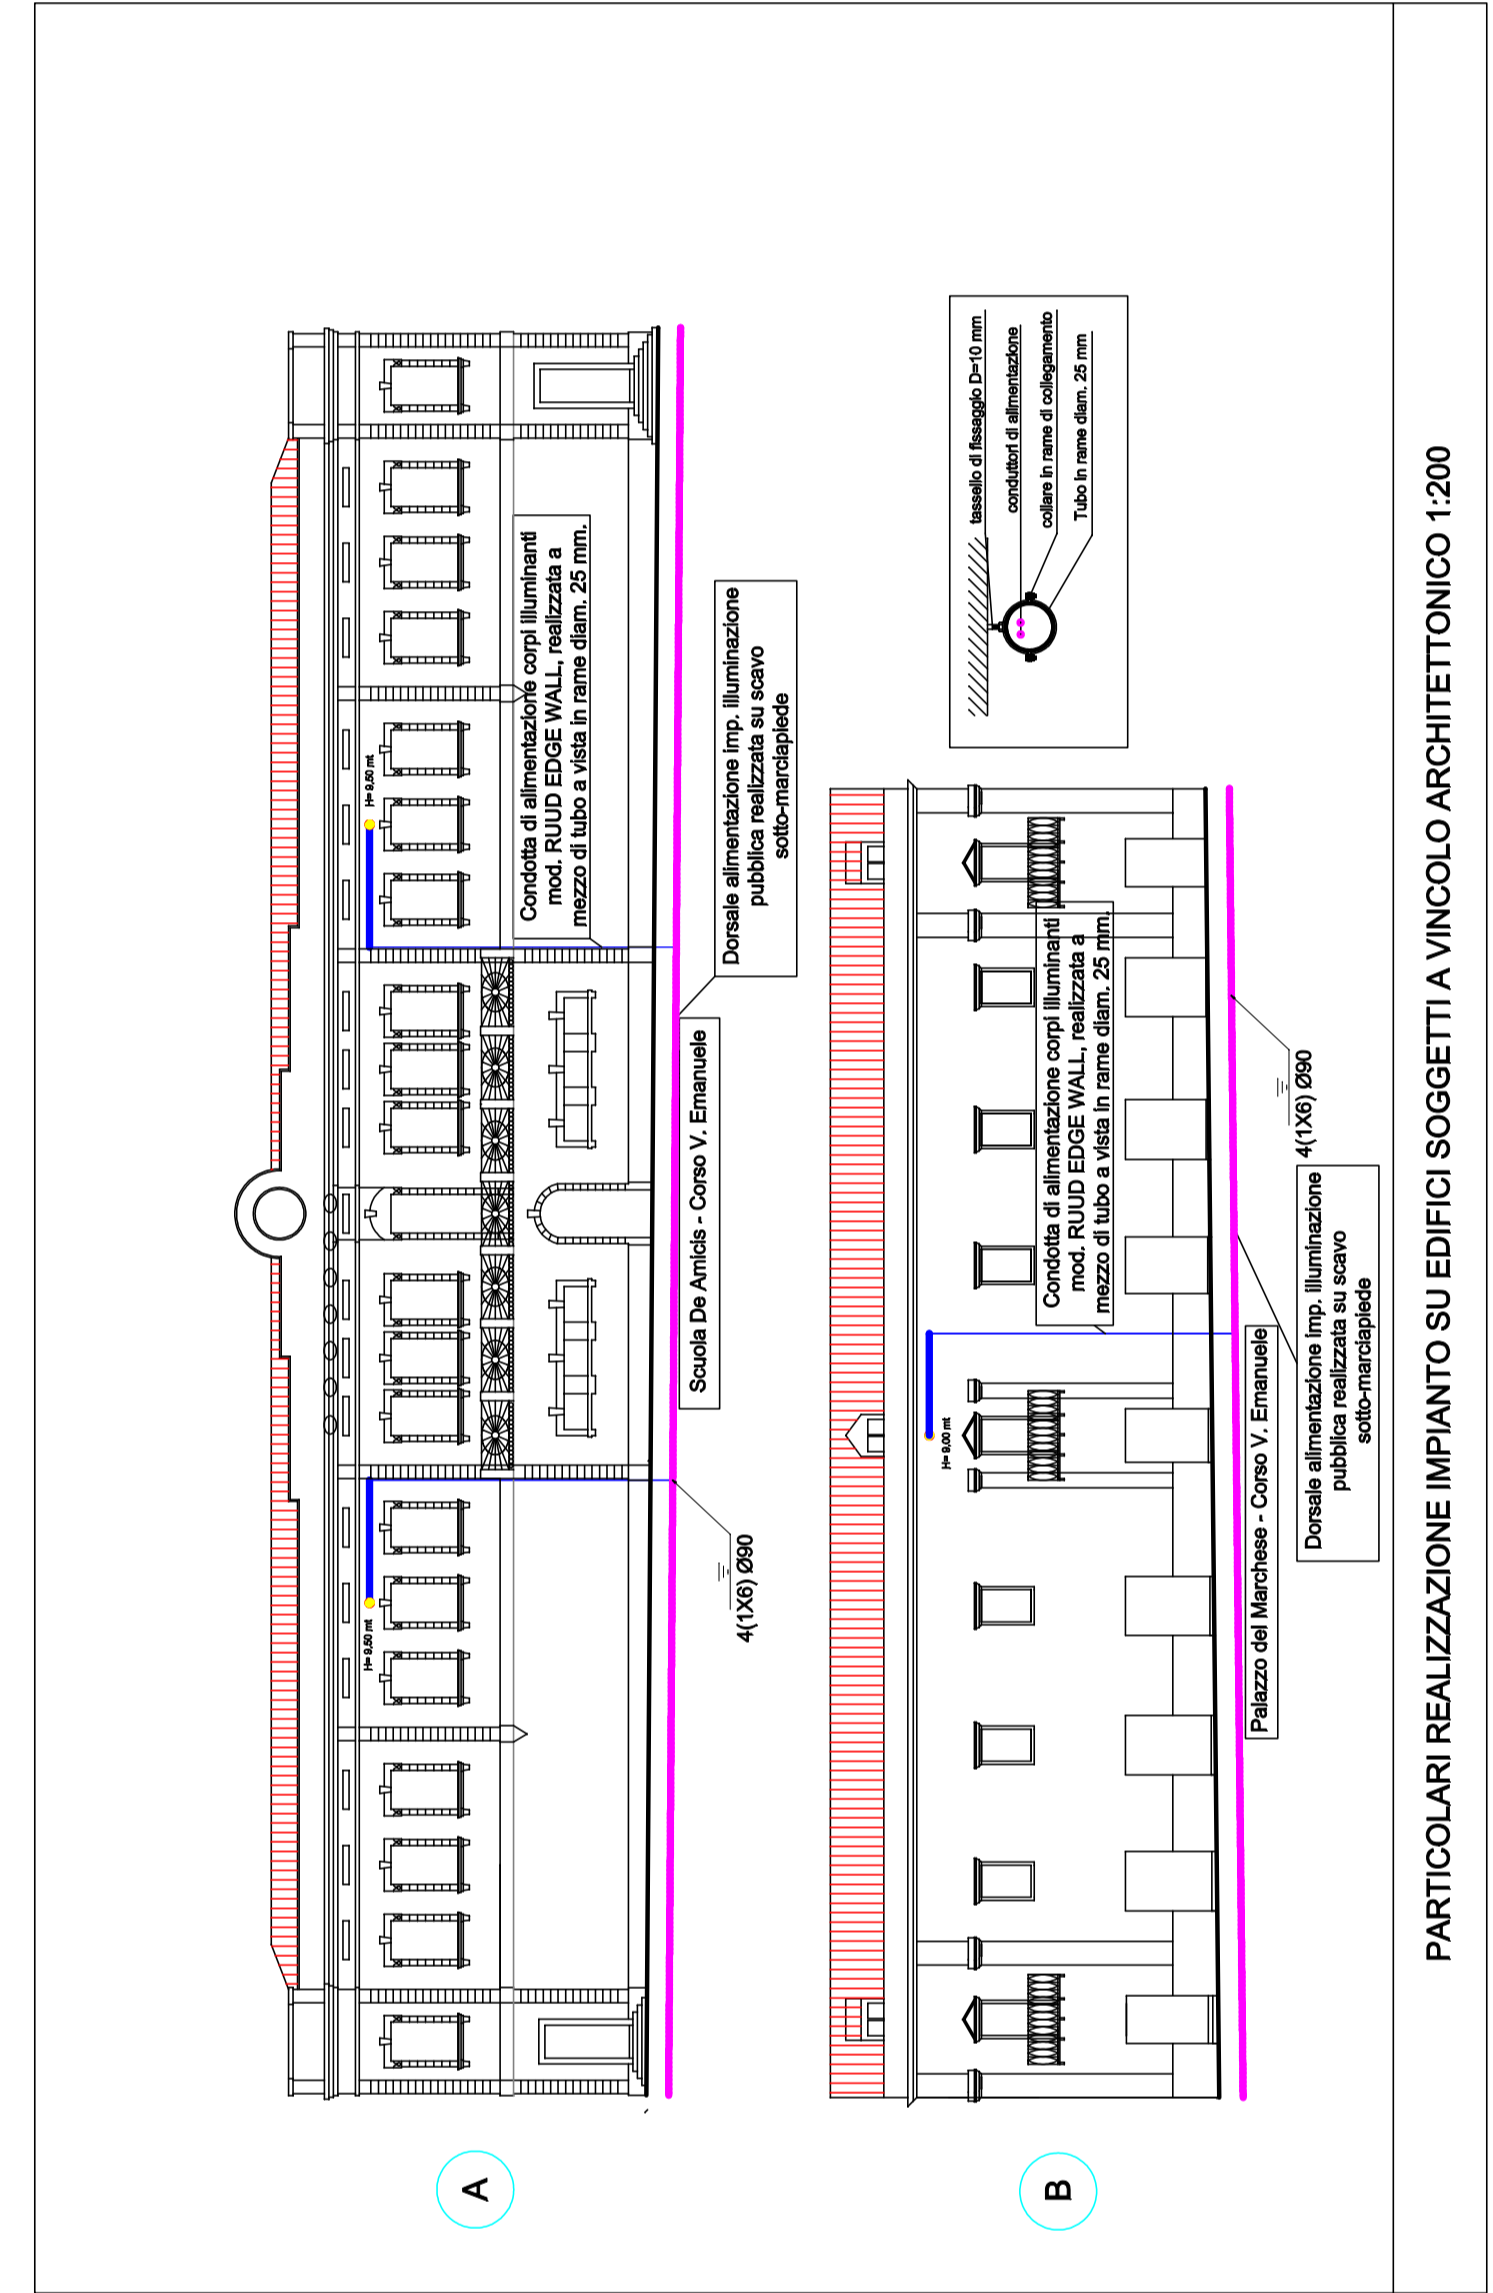 A
H= 9,50 mt
H= 9,50 mt
Condotta di alimentazione corpi illuminanti
mod. RUUD EDGE WALL, realizzata a
mezzo di tubo a vista in rame diam. 25 mm.
Scuola De Amicis - Corso V. Emanuele
Dorsale alimentazione imp. illuminazione
pubblica realizzata su scavo
sotto-marciapiede
4(1X6) Ø90
B
H= 9,00 mt
Condotta di alimentazione corpi illuminanti
mod. RUUD EDGE WALL, realizzata a
mezzo di tubo a vista in rame diam. 25 mm.
tassello di fissaggio D=10 mm
conduttori di alimentazione
collare in rame di collegamento
Tubo in rame diam. 25 mm
Palazzo del Marchese - Corso V. Emanuele
4(1X6) Ø90
Dorsale alimentazione imp. illuminazione
pubblica realizzata su scavo
sotto-marciapiede
PARTICOLARI REALIZZAZIONE IMPIANTO SU EDIFICI SOGGETTI A VINCOLO ARCHITETTONICO 1:200